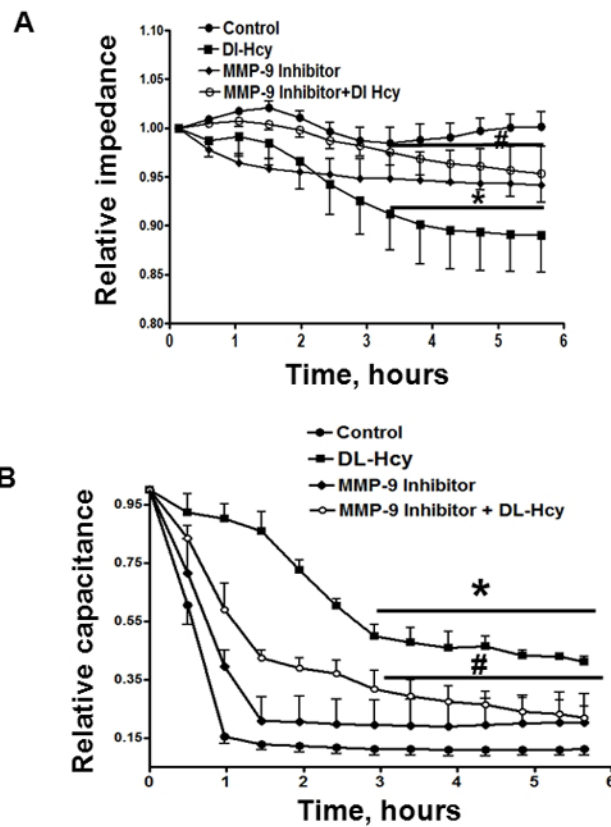 A
Control
Dl-Hcy
MMP-9 Inhibitor
MMP-9 Inhibitor+Dl Hcy
1.10
1.05
1.00
0.95
0.90
0.85
0.80
#
*
Relative impedance
0 1 2 3 4 5 6
Time, hours
B
Control
DL-Hcy
MMP-9 Inhibitor
MMP-9 Inhibitor + DL-Hcy
0.95
0.75
0.55
0.35
0.15
*
#
Relative capacitance
0 1 2 3 4 5 6
Time, hours